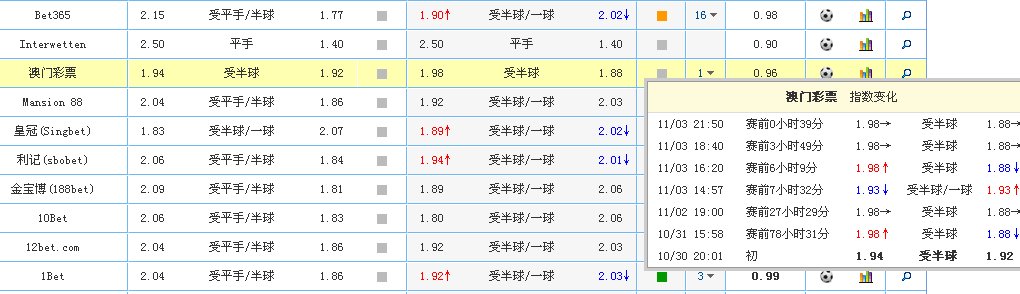 Bet365 2.15 受平手/半球 1.77 1.90↑ 受半球/一球 2.02↓ 16 0.98
Interwetten 2.50 平手 1.40 2.50 平手 1.40 0.90
澳门彩票 1.94 受半球 1.92 1.98 受半球 1.88 1 0.96
Mansion 88 2.04 受平手/半球 1.86 1.92 受半球/一球 2.03
皇冠(Singbet) 1.83 受半球/一球 2.07 1.89↑ 受半球/一球 2.02↓
利记(sbobet) 2.06 受平手/半球 1.84 1.94↑ 受半球/一球 2.01↓
金宝博(188bet) 2.09 受平手/半球 1.81 1.89 受半球/一球 2.06
10Bet 2.06 受平手/半球 1.83 1.80 受半球/一球 2.06
12bet.com 2.04 受平手/半球 1.86 1.92 受半球/一球 2.03
1Bet 2.04 受平手/半球 1.86 1.92↑ 受半球/一球 2.03↓ 3 0.99
澳门彩票 指数变化
11/03 21:50 赛前0小时39分 1.98→ 受半球 1.88→
11/03 18:40 赛前3小时49分 1.98→ 受半球 1.88→
11/03 16:20 赛前6小时9分 1.98↑ 受半球 1.88↓
11/03 14:57 赛前7小时32分 1.93↓ 受半球/一球 1.93↑
11/02 19:00 赛前27小时29分 1.98→ 受半球 1.88→
10/31 15:58 赛前78小时31分 1.98↑ 受半球 1.88↓
10/30 20:01 初 1.94 受半球 1.92